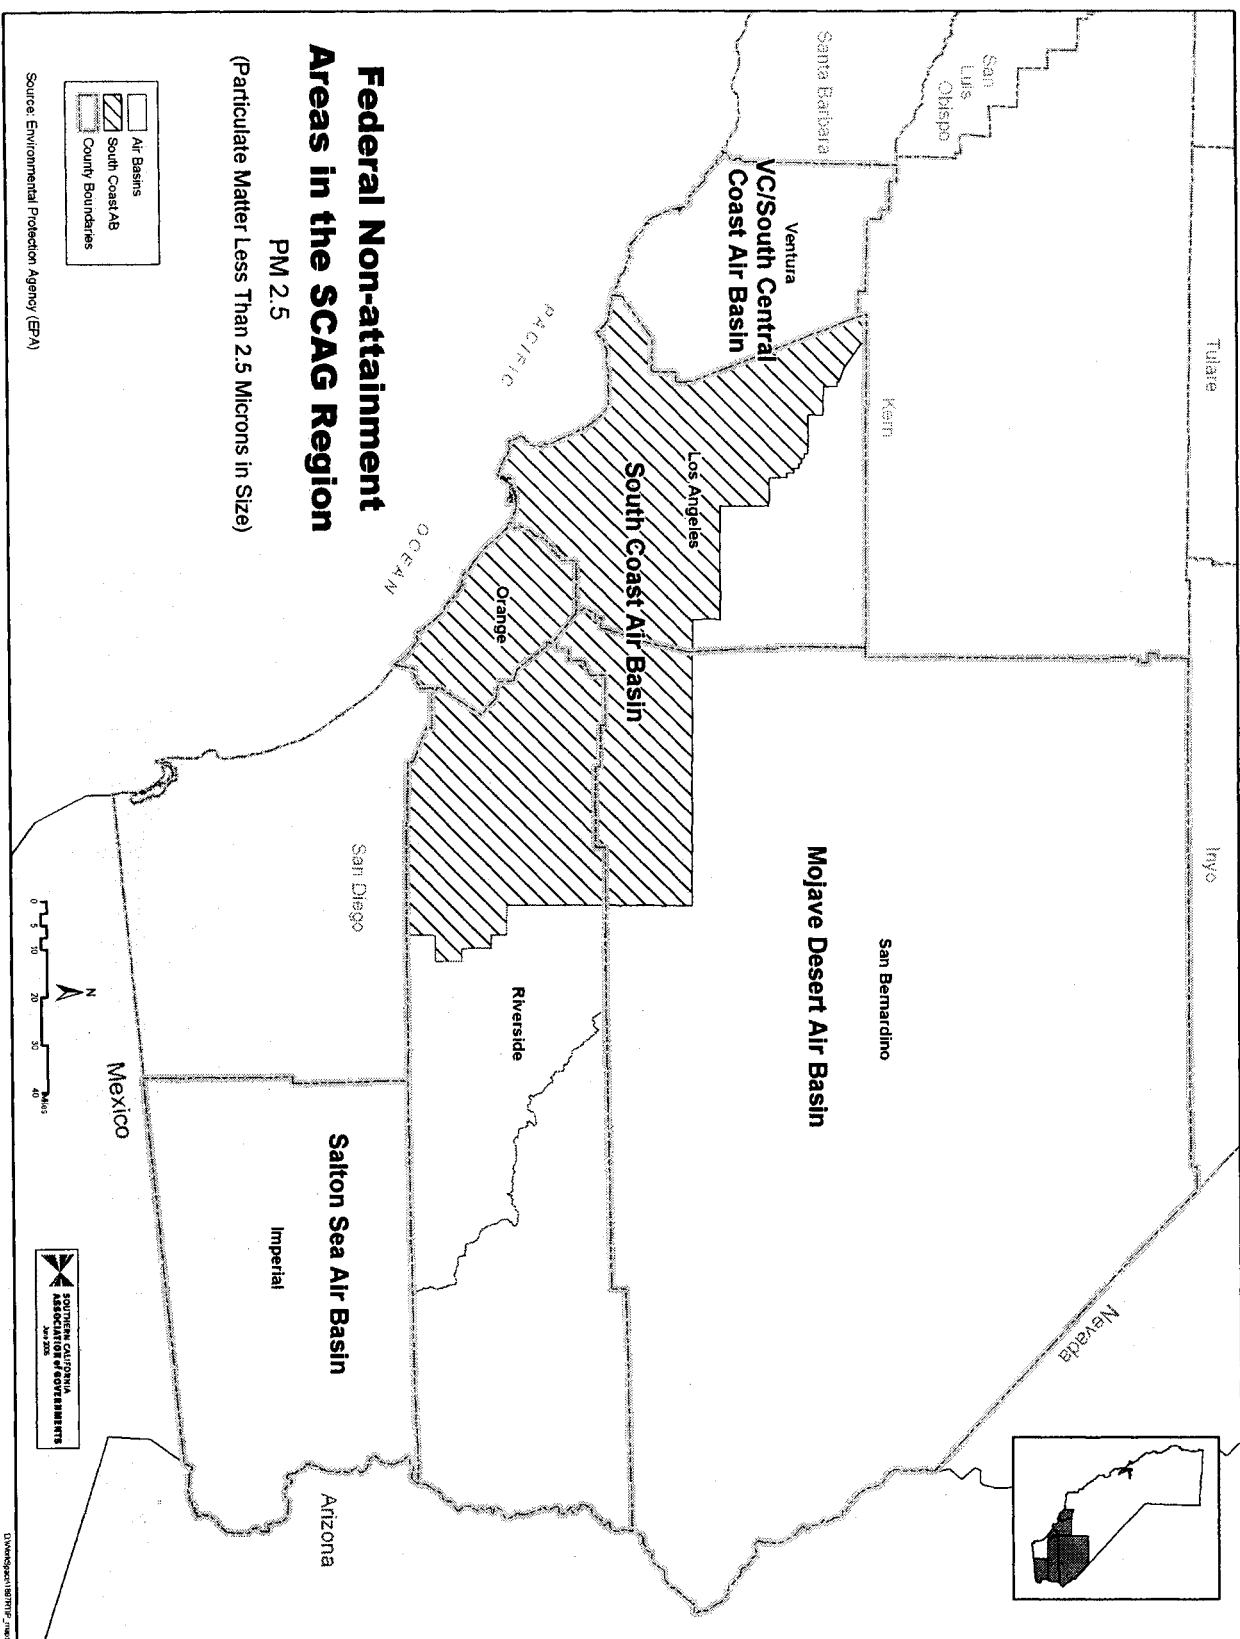 Federal Non-attainment
Areas in the SCAG Region
PM 2.5
(Particulate Matter Less Than 2.5 Microns in Size)
Air Basins
South Coast AB
County Boundaries
Source: Environmental Protection Agency (EPA)
Tulare
Inyo
Kern
San
Luis
Obispo
Santa Barbara
Ventura
VC/South Central
Coast Air Basin
Los Angeles
South Coast Air Basin
Orange
San Bernardino
Mojave Desert Air Basin
Riverside
San Diego
Salton Sea Air Basin
Imperial
PACIFIC
OCEAN
Nevada
Arizona
Mexico
N
0 5 10 20 30 40 Miles
SOUTHERN CALIFORNIA
ASSOCIATION of GOVERNMENTS